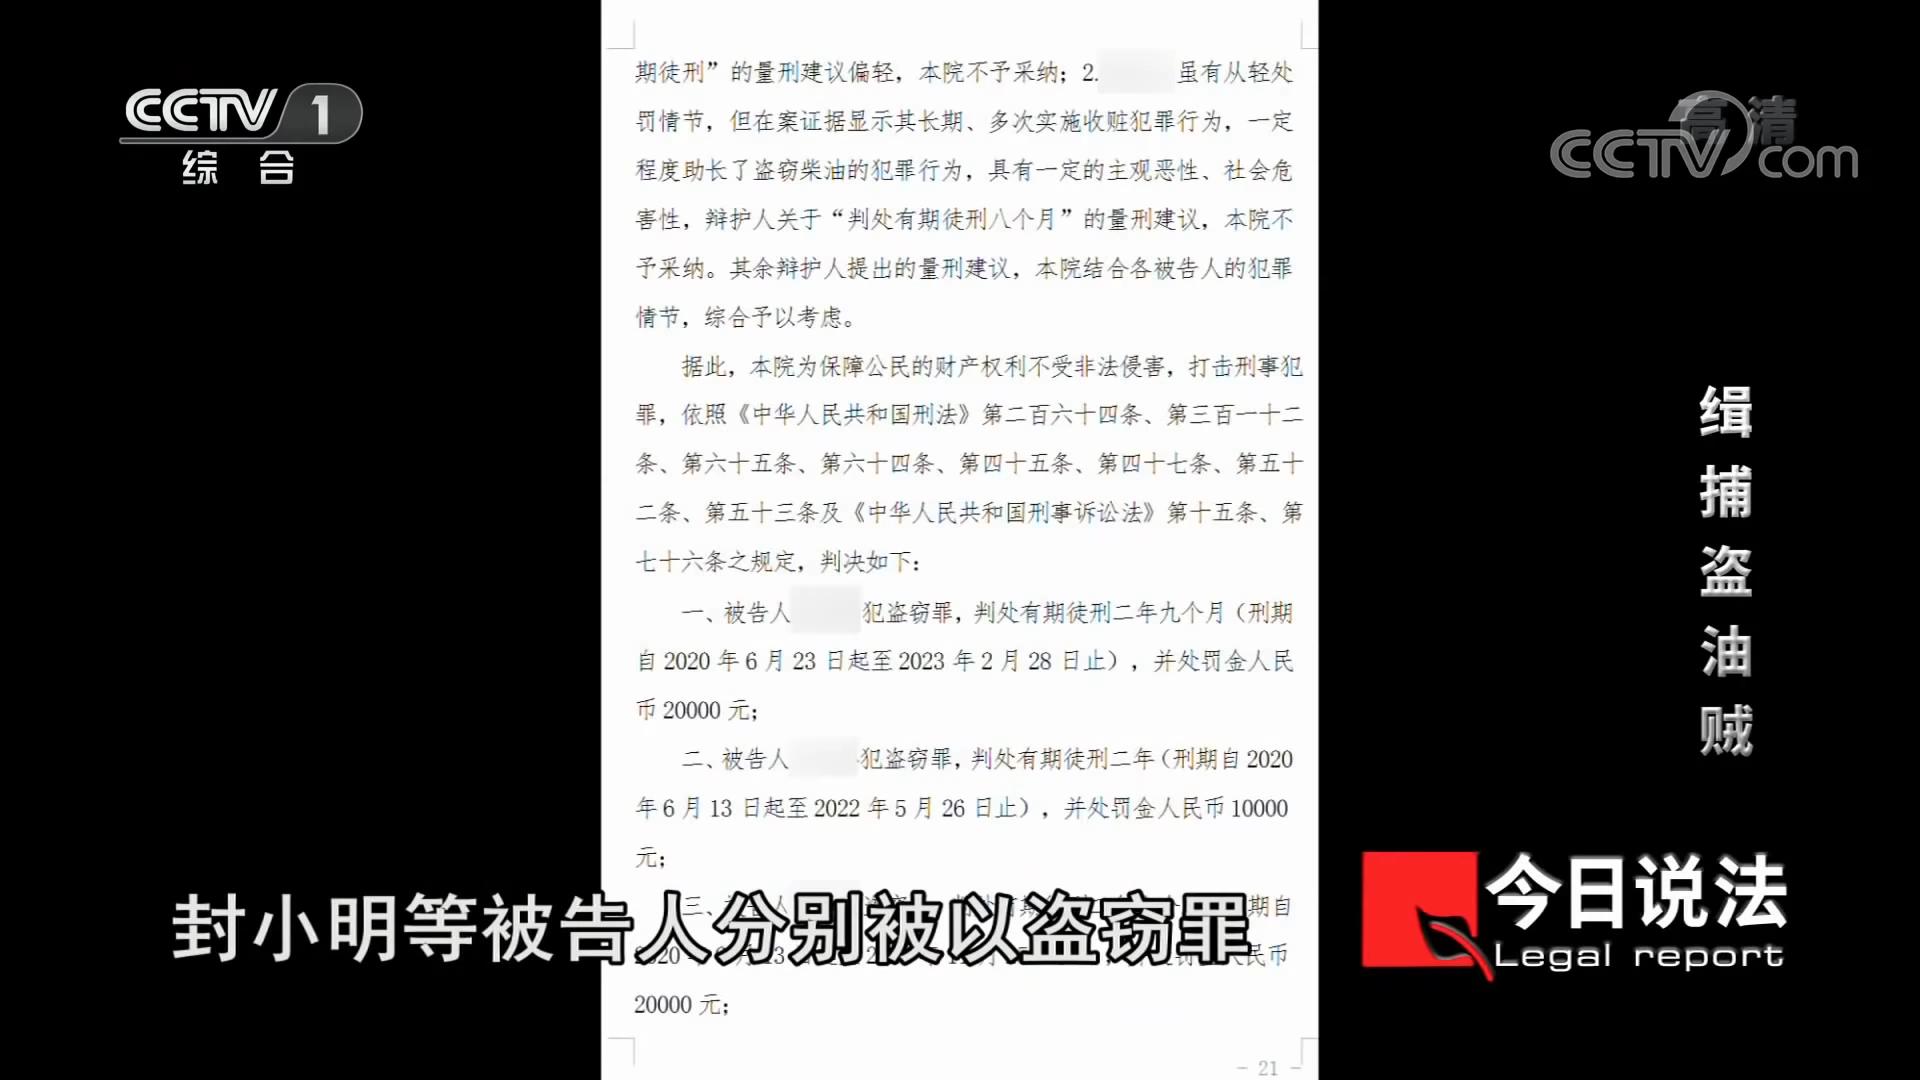 CCTV 1
综合
高清
CCTV.com
期徒刑”的量刑建议偏轻，本院不予采纳；2. 虽有从轻处
罚情节，但在案证据显示其长期、多次实施收赃犯罪行为，一定
程度助长了盗窃柴油的犯罪行为，具有一定的主观恶性、社会危
害性，辩护人关于“判处有期徒刑八个月”的量刑建议，本院不
予采纳。其余辩护人提出的量刑建议，本院结合各被告人的犯罪
情节，综合予以考虑。
据此，本院为保障公民的财产权利不受非法侵害，打击刑事犯
罪，依照《中华人民共和国刑法》第二百六十四条、第三百一十二
条、第六十五条、第六十四条、第四十五条、第四十七条、第五十
二条、第五十三条及《中华人民共和国刑事诉讼法》第十五条、第
七十六条之规定，判决如下：
一、被告人 犯盗窃罪，判处有期徒刑二年九个月（刑期
自2020年6月23日起至2023年2月28日止），并处罚金人民
币20000元；
二、被告人 犯盗窃罪，判处有期徒刑二年（刑期自2020
年6月13日起至2022年5月26日止），并处罚金人民币10000
元；
三、 期自
民币
20000元；
- 21 -
缉捕盗油贼
封小明等被告人分别被以盗窃罪
今日说法
Legal report